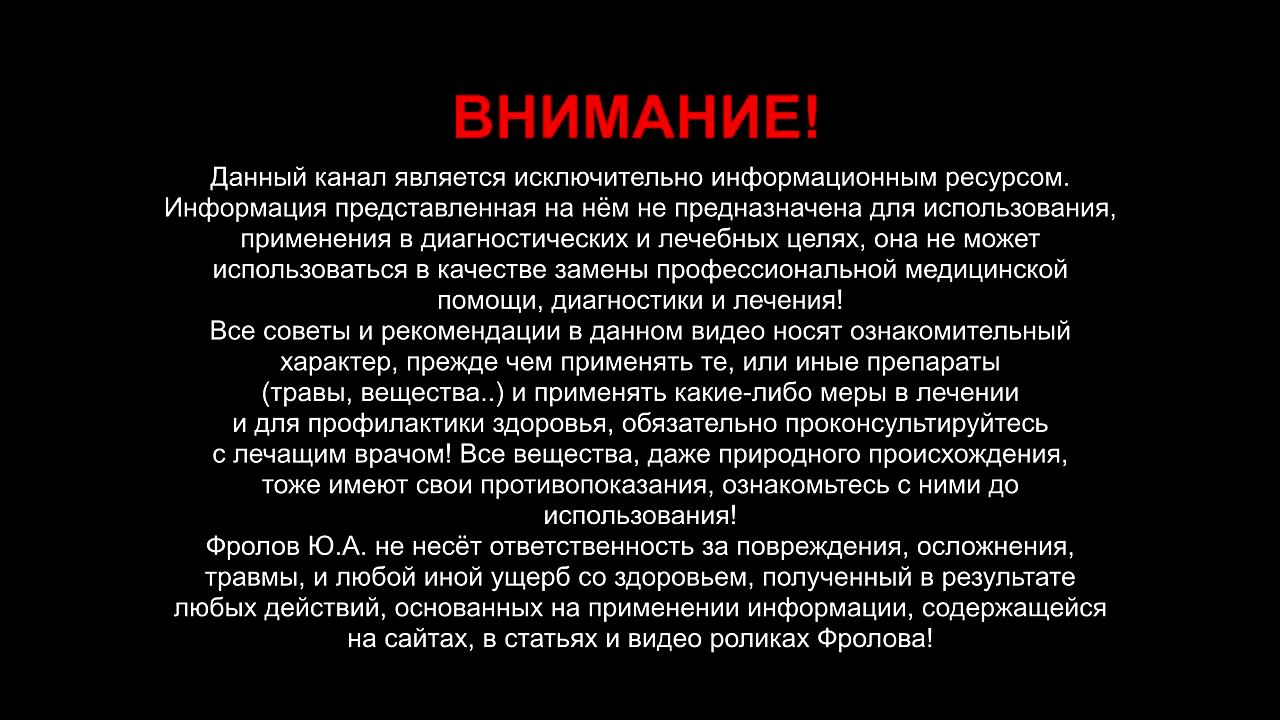 ВНИМАНИЕ!
Данный канал является исключительно информационным ресурсом.
Информация представленная на нём не предназначена для использования,
применения в диагностических и лечебных целях, она не может
использоваться в качестве замены профессиональной медицинской
помощи, диагностики и лечения!
Все советы и рекомендации в данном видео носят ознакомительный
характер, прежде чем применять те, или иные препараты
(травы, вещества..) и применять какие-либо меры в лечении
и для профилактики здоровья, обязательно проконсультируйтесь
с лечащим врачом! Все вещества, даже природного происхождения,
тоже имеют свои противопоказания, ознакомьтесь с ними до
использования!
Фролов Ю.А. не несёт ответственность за повреждения, осложнения,
травмы, и любой иной ущерб со здоровьем, полученный в результате
любых действий, основанных на применении информации, содержащейся
на сайтах, в статьях и видео роликах Фролова!